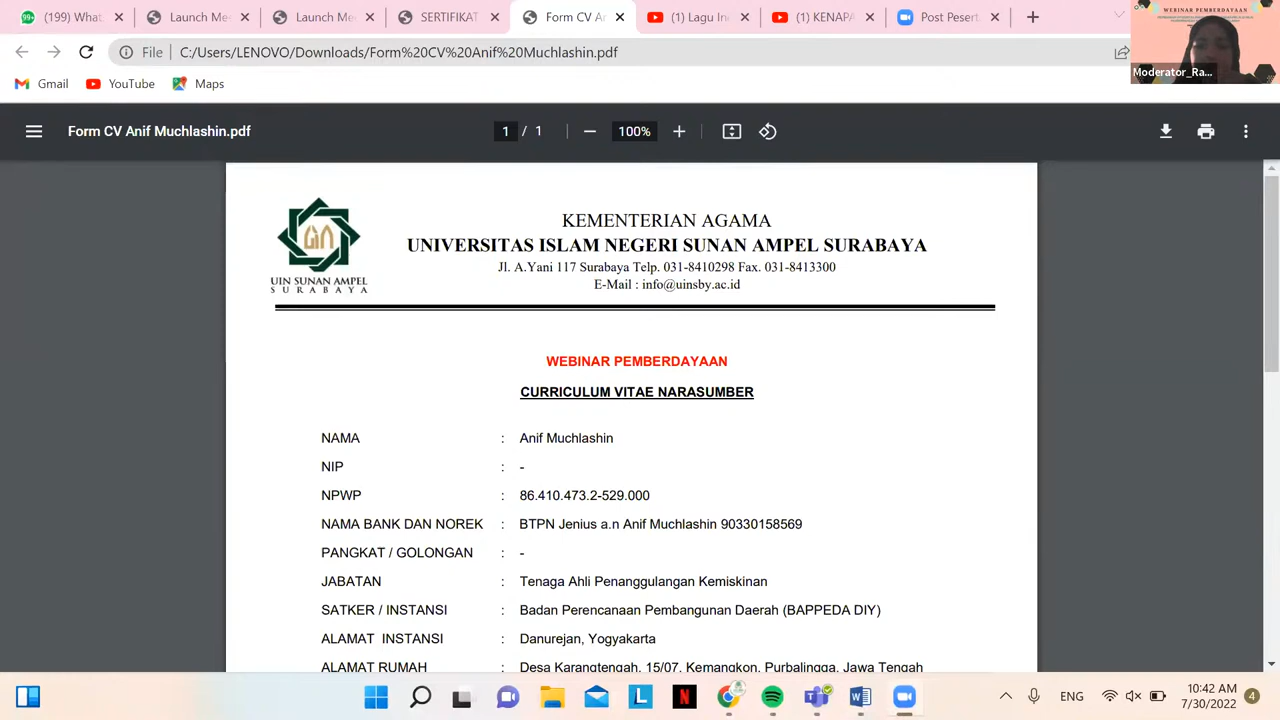 (199) What
Launch Me
Launch Me
SERTIFIKAT
Form CV An
(1) Lagu In
(1) KENAPA
Post Pesert
File
C:/Users/LENOVO/Downloads/Form%20CV%20Anif%20Muchlashin.pdf
Gmail
YouTube
Maps
WEBINAR PEMBERDAYAAN
Moderator_Ra...
Form CV Anif Muchlashin.pdf
1 / 1
100%
UIN SUNAN AMPEL
SURABAYA
KEMENTERIAN AGAMA
UNIVERSITAS ISLAM NEGERI SUNAN AMPEL SURABAYA
Jl. A.Yani 117 Surabaya Telp. 031-8410298 Fax. 031-8413300
E-Mail : info@uinsby.ac.id
WEBINAR PEMBERDAYAAN
CURRICULUM VITAE NARASUMBER
NAMA : Anif Muchlashin
NIP : -
NPWP : 86.410.473.2-529.000
NAMA BANK DAN NOREK : BTPN Jenius a.n Anif Muchlashin 90330158569
PANGKAT / GOLONGAN : -
JABATAN : Tenaga Ahli Penanggulangan Kemiskinan
SATKER / INSTANSI : Badan Perencanaan Pembangunan Daerah (BAPPEDA DIY)
ALAMAT INSTANSI : Danurejan, Yogyakarta
ALAMAT RUMAH : Desa Karangtengah, 15/07, Kemangkon, Purbalingga, Jawa Tengah
ENG
10:42 AM
7/30/2022
4